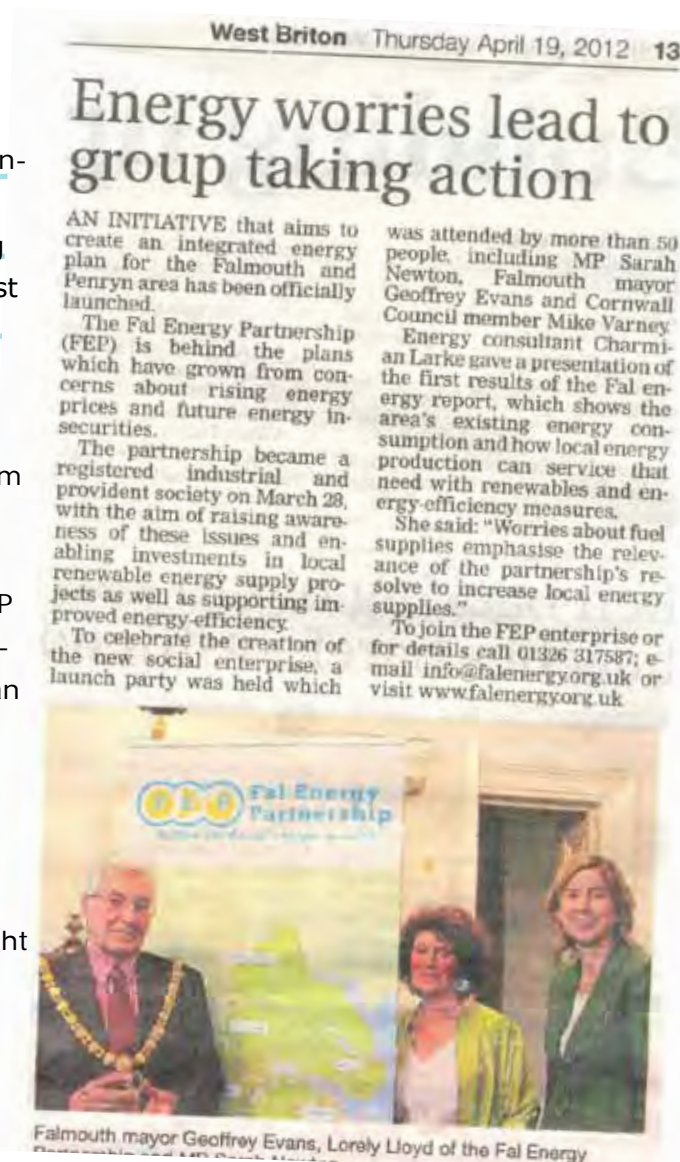 West Briton Thursday April 19, 2012 13
Energy worries lead to
group taking action
AN INITIATIVE that aims to
create an integrated energy
plan for the Falmouth and
Penryn area has been officially
launched.
The Fal Energy Partnership
(FEP) is behind the plans
which have grown from con-
cerns about rising energy
prices and future energy in-
securities.
The partnership became a
registered industrial and
provident society on March 28,
with the aim of raising aware-
ness of these issues and en-
abling investments in local
renewable energy supply pro-
jects as well as supporting im-
proved energy-efficiency.
To celebrate the creation of
the new social enterprise, a
launch party was held which
was attended by more than 50
people, including MP Sarah
Newton, Falmouth mayor
Geoffrey Evans and Cornwall
Council member Mike Varney.
Energy consultant Charmi-
an Larke gave a presentation of
the first results of the Fal en-
ergy report, which shows the
area's existing energy con-
sumption and how local energy
production can service that
need with renewables and en-
ergy-efficiency measures.
She said: "Worries about fuel
supplies emphasise the relev-
ance of the partnership's re-
solve to increase local energy
supplies."
To join the FEP enterprise or
for details call 01326 317587; e-
mail info@falenergy.org.uk or
visit www.falenergy.org.uk
FEP Fal Energy
Partnership
Falmouth mayor Geoffrey Evans, Lorely Lloyd of the Fal Energy
Partnership and MP Sarah Newton
n-
st
m
P
-
an
ht